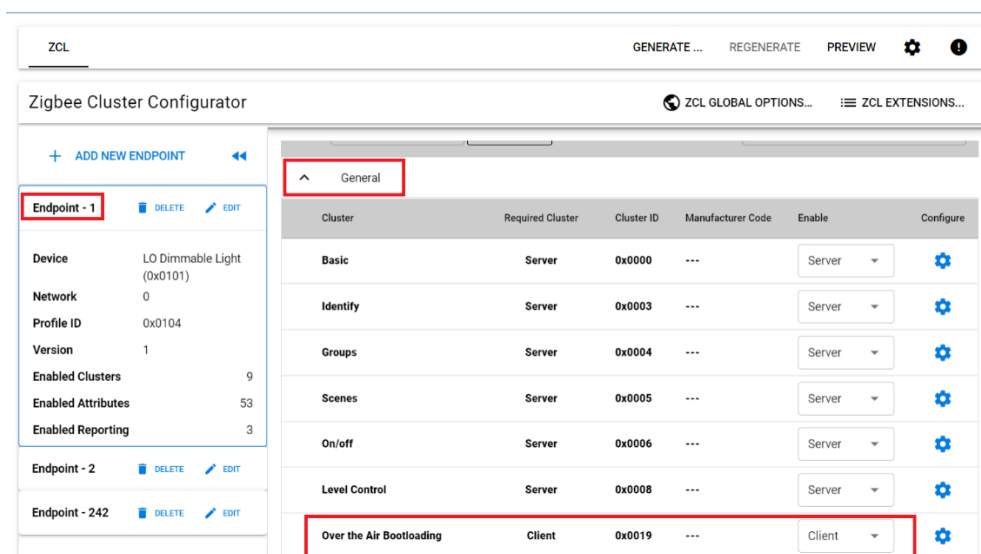 ZCL GENERATE ... REGENERATE PREVIEW
Zigbee Cluster Configurator ZCL GLOBAL OPTIONS... ZCL EXTENSIONS...
ADD NEW ENDPOINT
Endpoint - 1 DELETE EDIT
Device LO Dimmable Light
(0x0101)
Network 0
Profile ID 0x0104
Version 1
Enabled Clusters 9
Enabled Attributes 53
Enabled Reporting 3
Endpoint - 2 DELETE EDIT
Endpoint - 242 DELETE EDIT
General
Cluster Required Cluster Cluster ID Manufacturer Code Enable Configure
Basic Server 0x0000 --- Server
Identify Server 0x0003 --- Server
Groups Server 0x0004 --- Server
Scenes Server 0x0005 --- Server
On/off Server 0x0006 --- Server
Level Control Server 0x0008 --- Server
Over the Air Bootloading Client 0x0019 --- Client